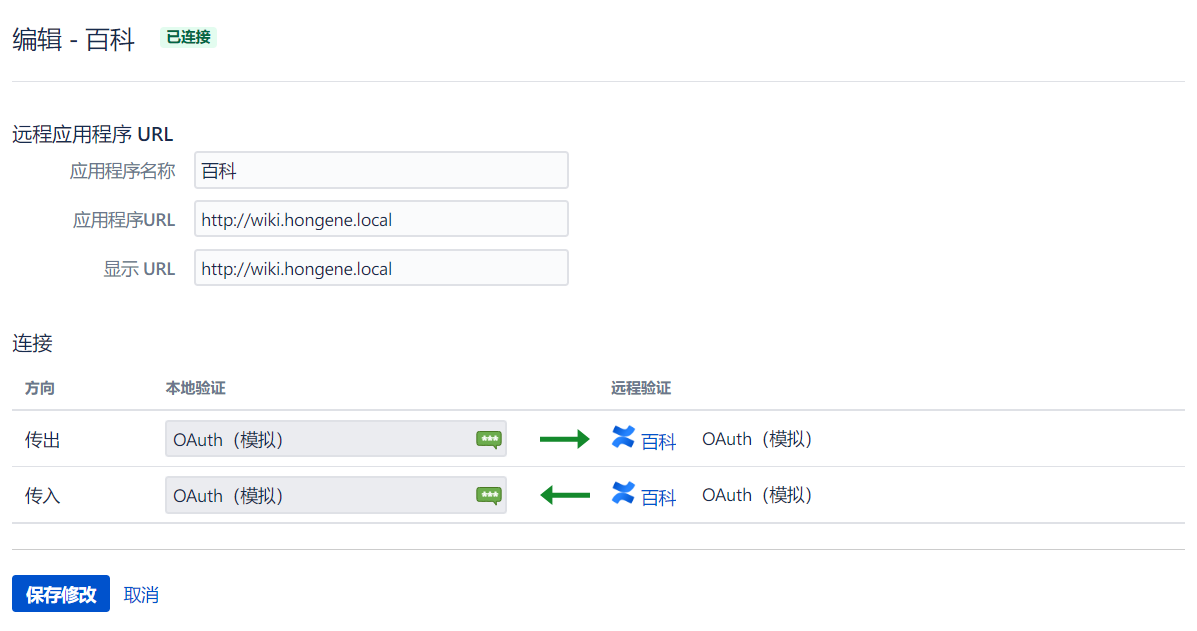 编辑 - 百科 已连接
远程应用程序 URL
应用程序名称 百科
应用程序URL http://wiki.hongene.local
显示 URL http://wiki.hongene.local
连接
方向 本地验证 远程验证
传出 OAuth（模拟） 百科 OAuth（模拟）
传入 OAuth（模拟） 百科 OAuth（模拟）
保存修改 取消